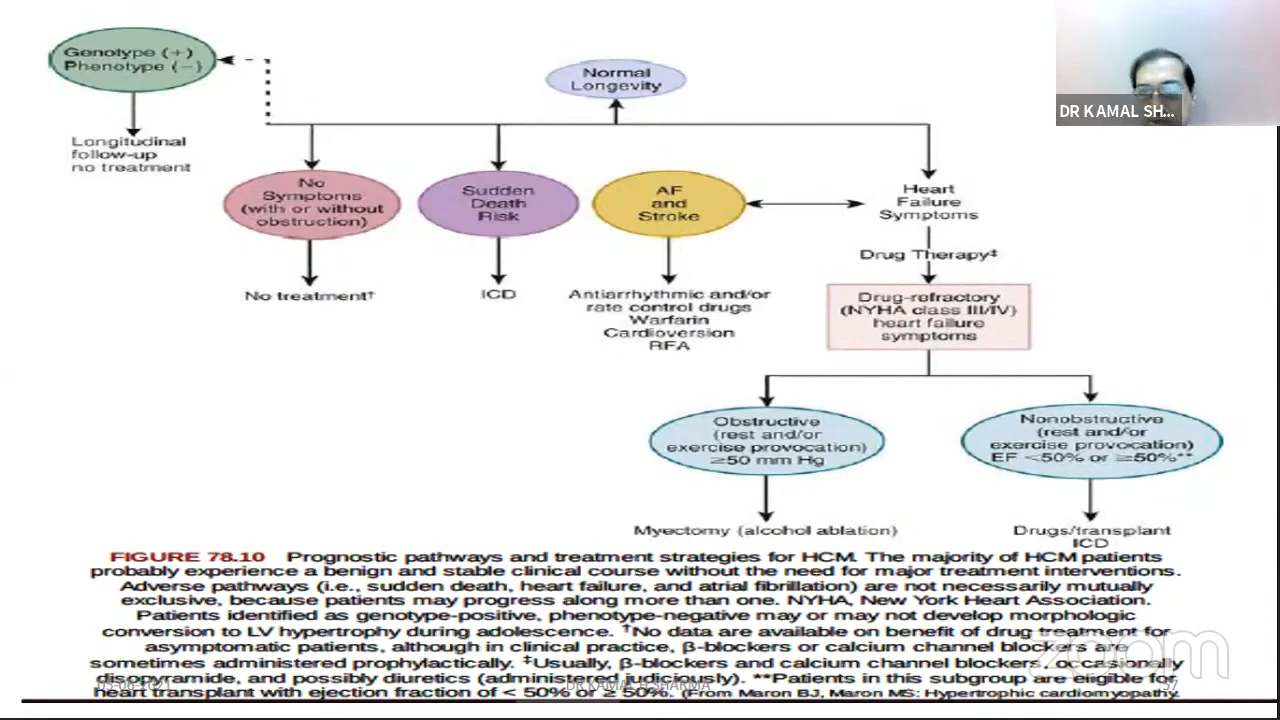 Genotype (+)
Phenotype (−)
Longitudinal
follow-up
no treatment
Normal
Longevity
DR KAMAL SH...
No
Symptoms
(with or without
obstruction)
No treatment†
Sudden
Death
Risk
ICD
AF
and
Stroke
Antiarrhythmic and/or
rate control drugs
Warfarin
Cardioversion
RFA
Heart
Failure
Symptoms
Drug Therapy‡
Drug-refractory
(NYHA class III/IV)
heart failure
symptoms
Obstructive
(rest and/or
exercise provocation)
≥50 mm Hg
Myectomy (alcohol ablation)
Nonobstructive
(rest and/or
exercise provocation)
EF <50% or ≥50%**
Drugs/transplant
ICD
FIGURE 78.10 Prognostic pathways and treatment strategies for HCM. The majority of HCM patients
probably experience a benign and stable clinical course without the need for major treatment interventions.
Adverse pathways (i.e., sudden death, heart failure, and atrial fibrillation) are not necessarily mutually
exclusive, because patients may progress along more than one. NYHA, New York Heart Association.
Patients identified as genotype-positive, phenotype-negative may or may not develop morphologic
conversion to LV hypertrophy during adolescence. †No data are available on benefit of drug treatment for
asymptomatic patients, although in clinical practice, β-blockers or calcium channel blockers are
sometimes administered prophylactically. ‡Usually, β-blockers and calcium channel blockers, occasionally
disopyramide, and possibly diuretics (administered judiciously). **Patients in this subgroup are eligible for
heart transplant with ejection fraction of < 50% or ≥ 50%. (From Maron BJ, Maron MS: Hypertrophic cardiomyopathy.
DR KAMAL H SHARMA
37
zoom